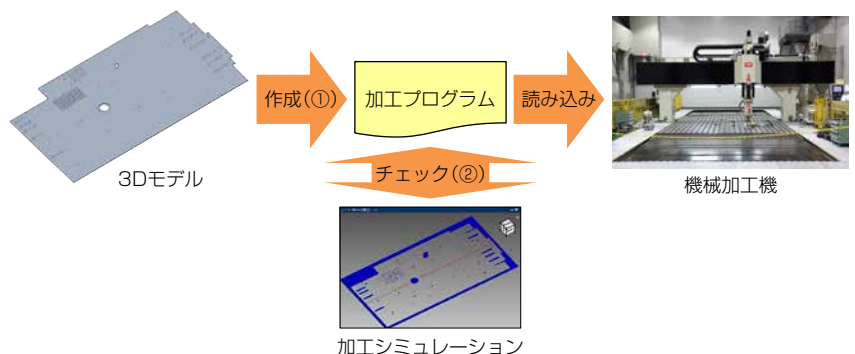 作成(①)
加工プログラム
読み込み
3Dモデル
チェック(②)
機械加工機
加工シミュレーション